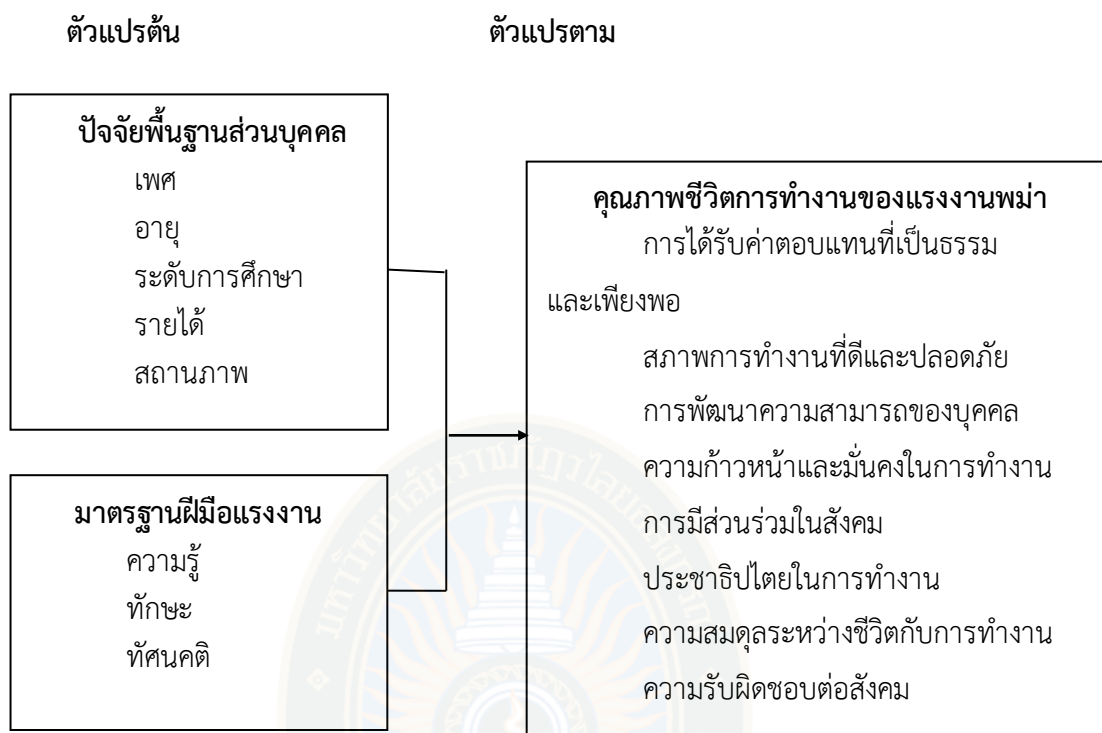 ตัวแปรต้น
ตัวแปรตาม
ปัจจัยพื้นฐานส่วนบุคคล
เพศ
อายุ
ระดับการศึกษา
รายได้
สถานภาพ
มาตรฐานฝีมือแรงงาน
ความรู้
ทักษะ
ทัศนคติ
คุณภาพชีวิตการทำงานของแรงงานพม่า
การได้รับค่าตอบแทนที่เป็นธรรม
และเพียงพอ
สภาพการทำงานที่ดีและปลอดภัย
การพัฒนาความสามารถของบุคคล
ความก้าวหน้าและมั่นคงในการทำงาน
การมีส่วนร่วมในสังคม
ประชาธิปไตยในการทำงาน
ความสมดุลระหว่างชีวิตกับการทำงาน
ความรับผิดชอบต่อสังคม